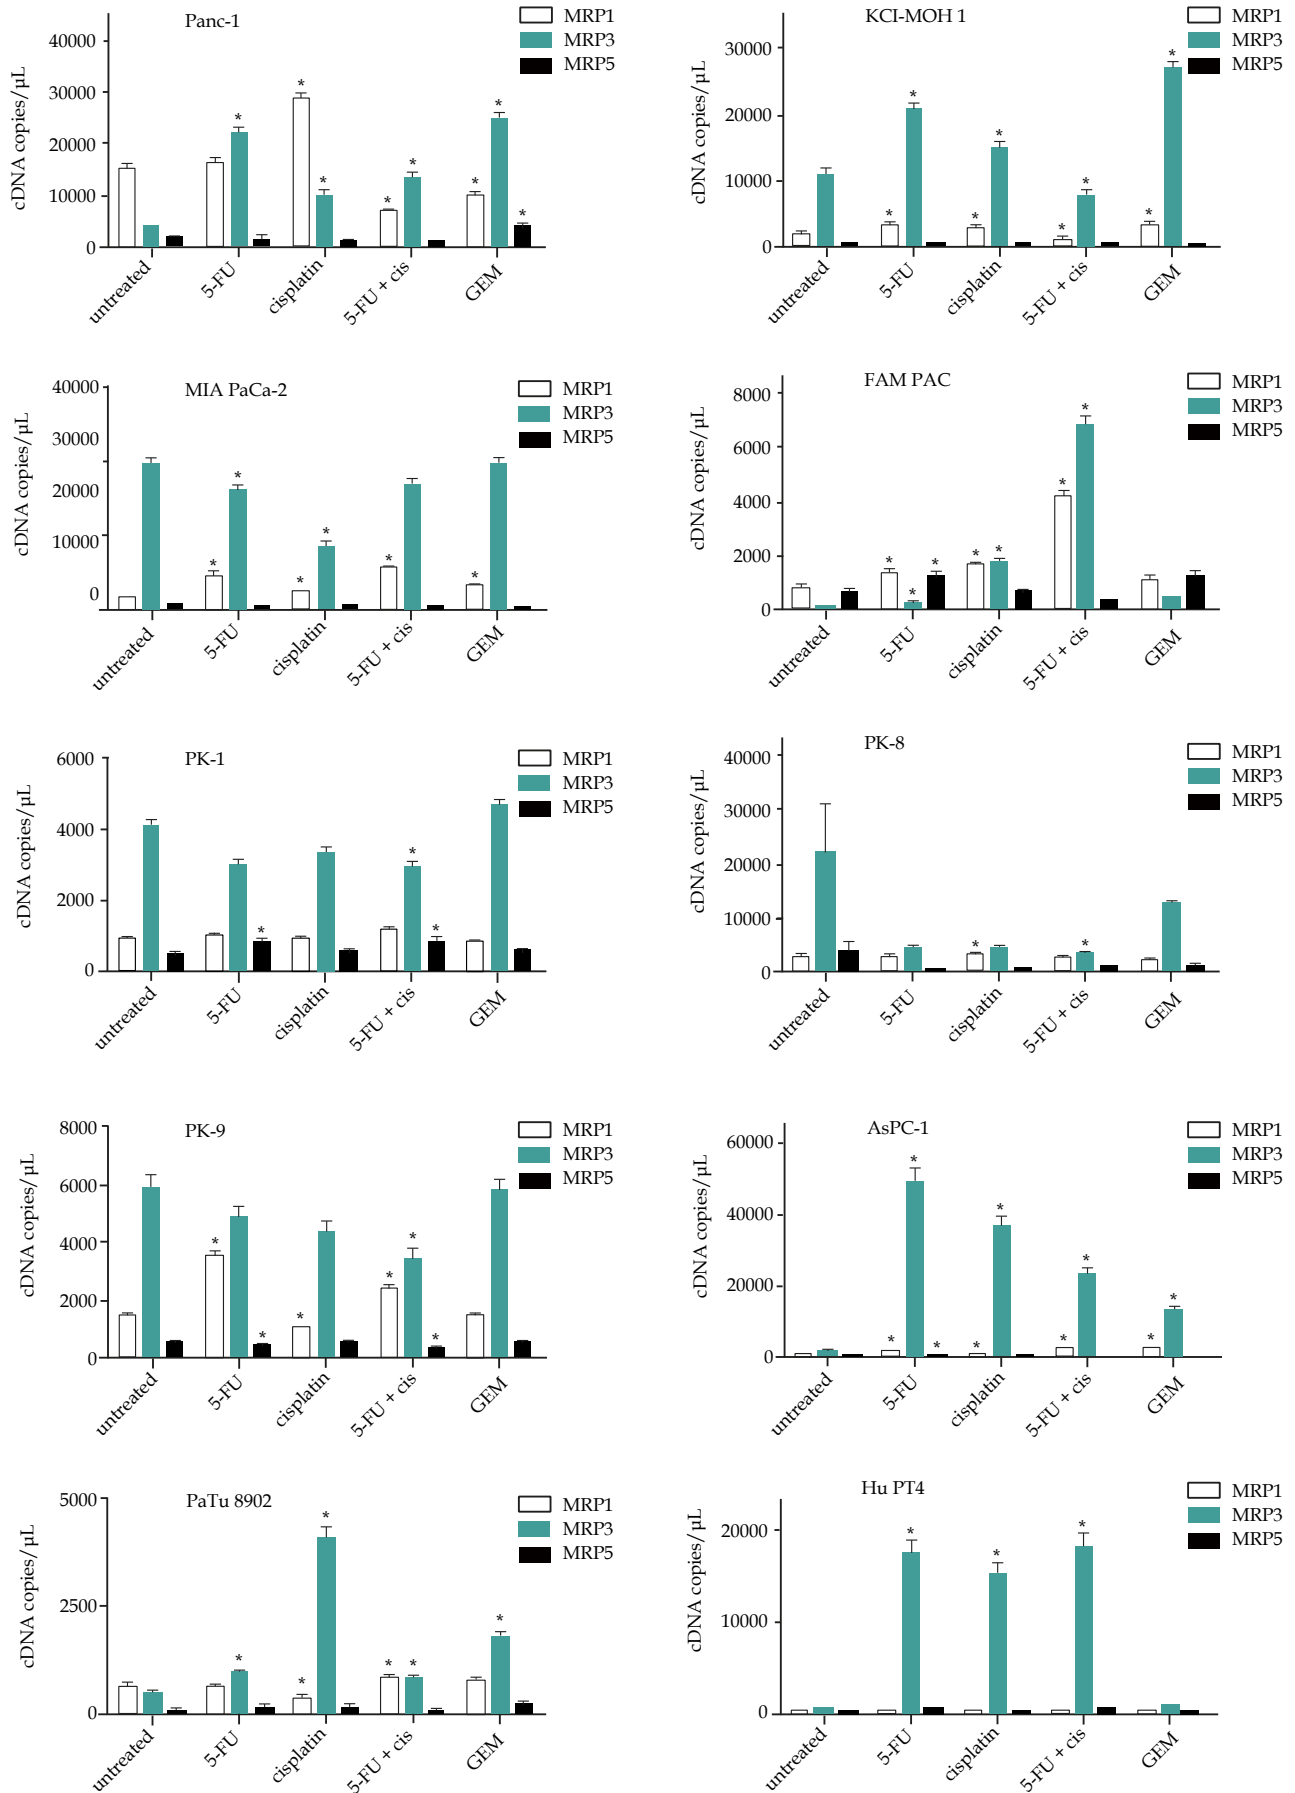 Panc-1
MRP1
MRP3
MRP5
cDNA copies/µL
40000
30000
20000
10000
0
untreated
5-FU
cisplatin
5-FU + cis
GEM
* * * * * * * *
KCI-MOH 1
MRP1
MRP3
MRP5
cDNA copies/µL
30000
20000
10000
0
untreated
5-FU
cisplatin
5-FU + cis
GEM
* * * * * * * *
MIA PaCa-2
MRP1
MRP3
MRP5
cDNA copies/µL
40000
30000
20000
10000
0
untreated
5-FU
cisplatin
5-FU + cis
GEM
* * * * * *
FAM PAC
MRP1
MRP3
MRP5
cDNA copies/µL
8000
6000
4000
2000
0
untreated
5-FU
cisplatin
5-FU + cis
GEM
* * * * * * *
PK-1
MRP1
MRP3
MRP5
cDNA copies/µL
6000
4000
2000
0
untreated
5-FU
cisplatin
5-FU + cis
GEM
* * *
PK-8
MRP1
MRP3
MRP5
cDNA copies/µL
40000
30000
20000
10000
0
untreated
5-FU
cisplatin
5-FU + cis
GEM
* *
PK-9
MRP1
MRP3
MRP5
cDNA copies/µL
8000
6000
4000
2000
0
untreated
5-FU
cisplatin
5-FU + cis
GEM
* * * * * *
AsPC-1
MRP1
MRP3
MRP5
cDNA copies/µL
60000
40000
20000
0
untreated
5-FU
cisplatin
5-FU + cis
GEM
* * * * * * * * *
PaTu 8902
MRP1
MRP3
MRP5
cDNA copies/µL
5000
2500
0
untreated
5-FU
cisplatin
5-FU + cis
GEM
* * * * * *
Hu PT4
MRP1
MRP3
MRP5
cDNA copies/µL
20000
10000
0
untreated
5-FU
cisplatin
5-FU + cis
GEM
* * *